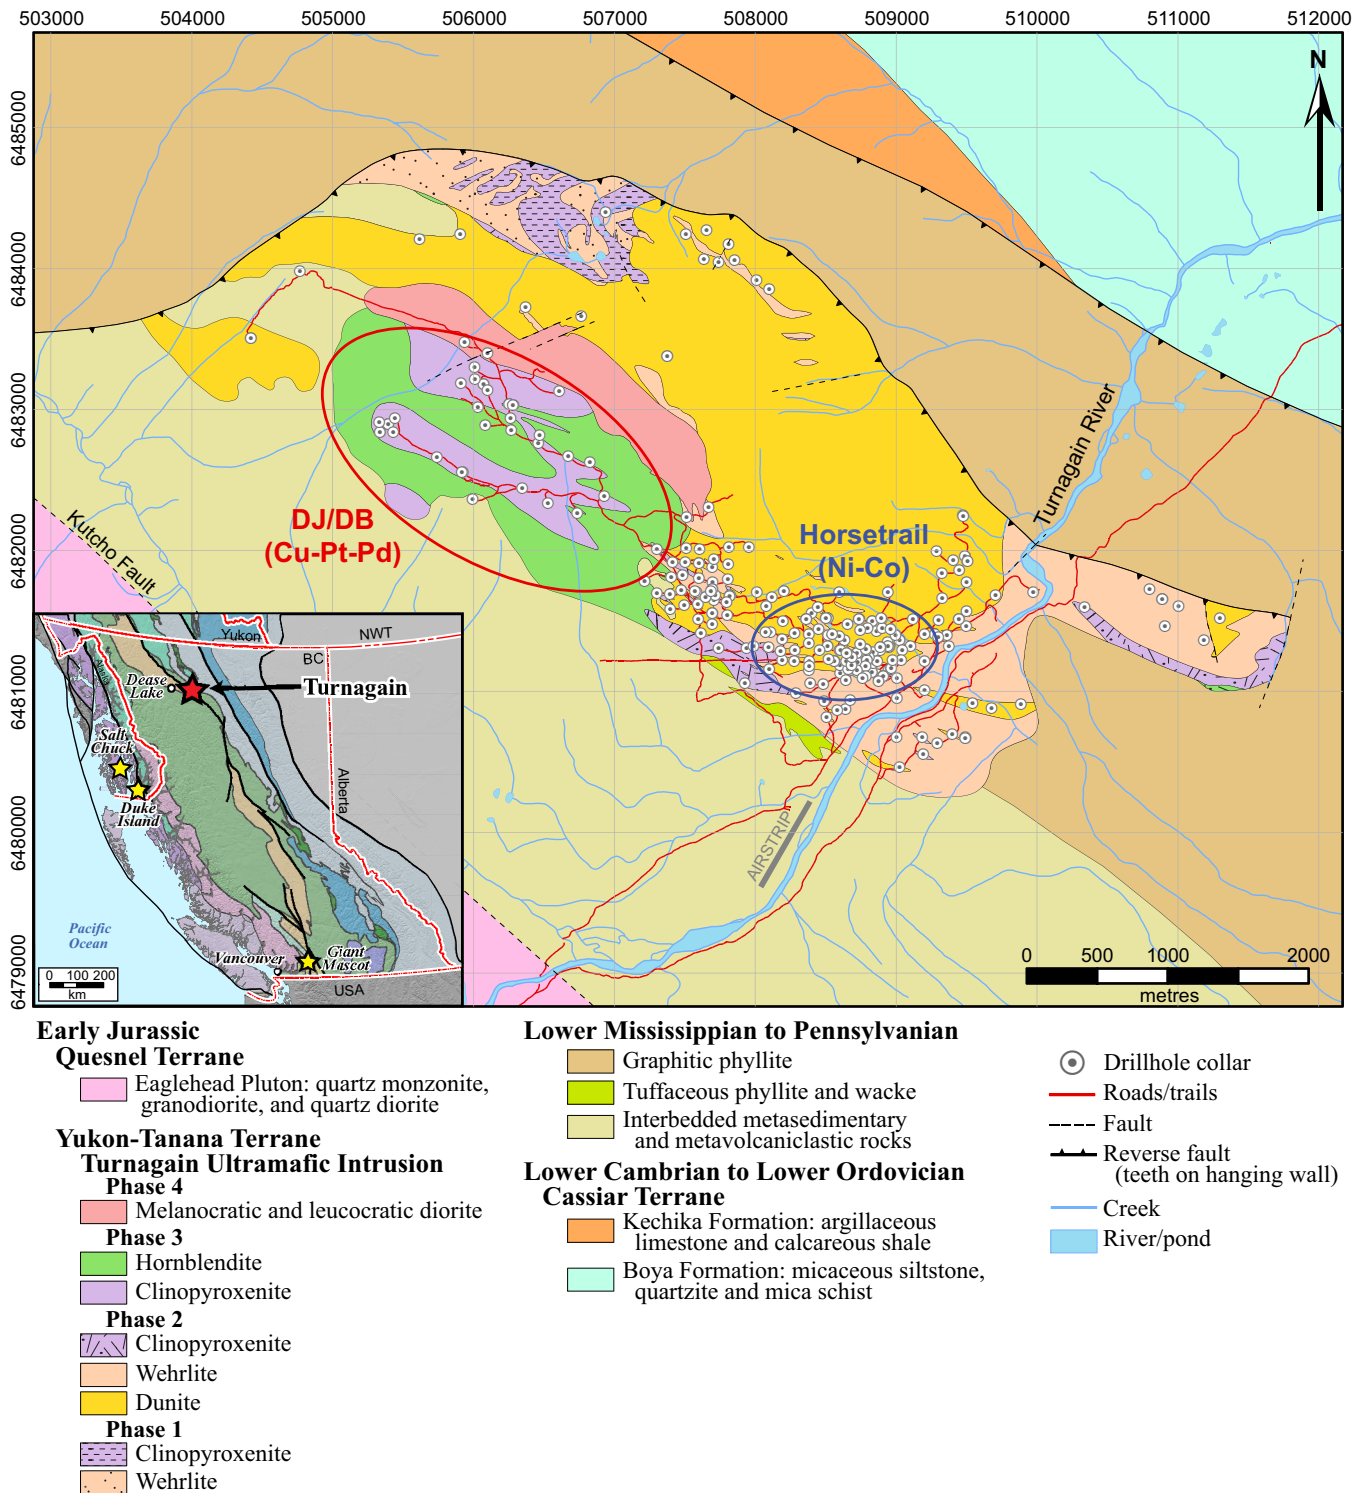 503000 504000 505000 506000 507000 508000 509000 510000 511000 512000
6485000
6484000
6483000
6482000
6481000
6480000
6479000
N
Turnagain River
Kutcho Fault
DJ/DB
(Cu-Pt-Pd)
Horsetrail
(Ni-Co)
AIRSTRIP
Yukon
NWT
BC
Alaska
Dease
Lake
Turnagain
Salt
Chuck
Duke
Island
Alberta
Pacific
Ocean
Vancouver
Giant
Mascot
USA
0 100 200
km
0 500 1000 2000
metres
Early Jurassic
Quesnel Terrane
Eaglehead Pluton: quartz monzonite,
granodiorite, and quartz diorite
Yukon-Tanana Terrane
Turnagain Ultramafic Intrusion
Phase 4
Melanocratic and leucocratic diorite
Phase 3
Hornblendite
Clinopyroxenite
Phase 2
Clinopyroxenite
Wehrlite
Dunite
Phase 1
Clinopyroxenite
Wehrlite
Lower Mississippian to Pennsylvanian
Graphitic phyllite
Tuffaceous phyllite and wacke
Interbedded metasedimentary
and metavolcaniclastic rocks
Lower Cambrian to Lower Ordovician
Cassiar Terrane
Kechika Formation: argillaceous
limestone and calcareous shale
Boya Formation: micaceous siltstone,
quartzite and mica schist
Drillhole collar
Roads/trails
Fault
Reverse fault
(teeth on hanging wall)
Creek
River/pond